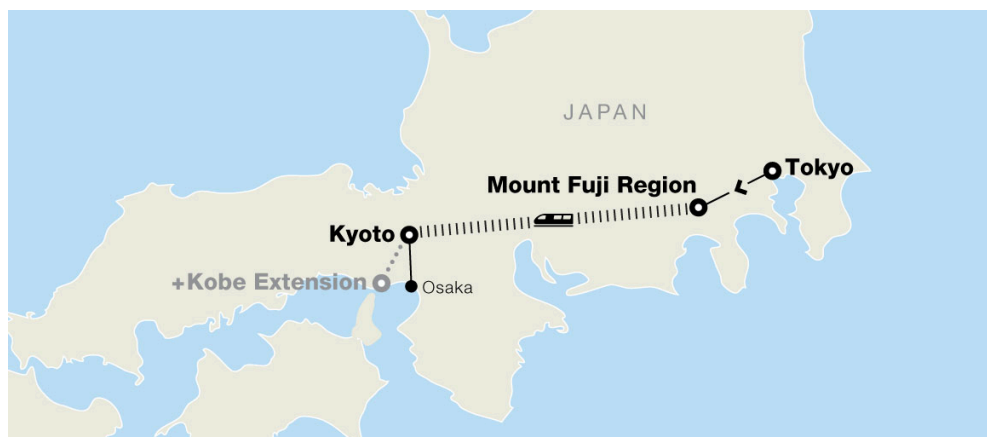 JAPAN
Tokyo
Mount Fuji Region
Kyoto
+Kobe Extension
Osaka